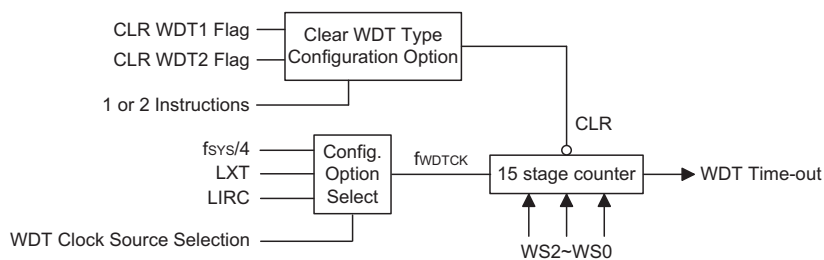 CLR WDT1 Flag
CLR WDT2 Flag
1 or 2 Instructions
Clear WDT Type
Configuration Option
CLR
fSYS/4
LXT
LIRC
WDT Clock Source Selection
Config.
Option
Select
fWDTCK
15 stage counter
WDT Time-out
WS2~WS0